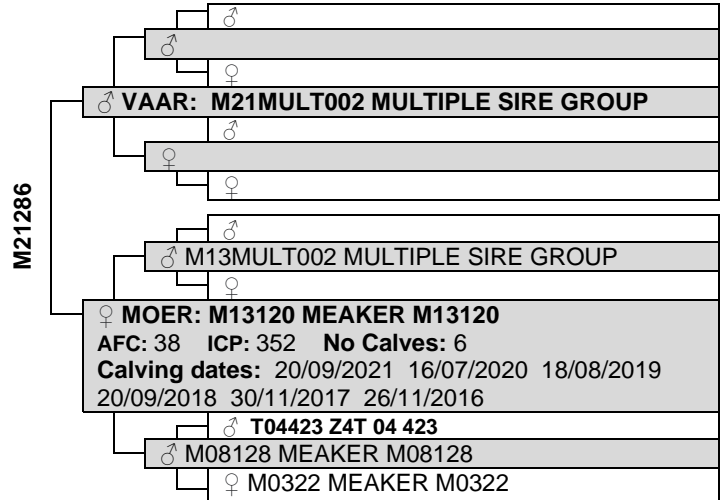 ♂
♂
♀
♂ VAAR: M21MULT002 MULTIPLE SIRE GROUP
♂
♀
♀
M21286
♂
♂ M13MULT002 MULTIPLE SIRE GROUP
♀
♀ MOER: M13120 MEAKER M13120
AFC: 38 ICP: 352 No Calves: 6
Calving dates: 20/09/2021 16/07/2020 18/08/2019
20/09/2018 30/11/2017 26/11/2016
♂ T04423 Z4T 04 423
♂ M08128 MEAKER M08128
♀ M0322 MEAKER M0322